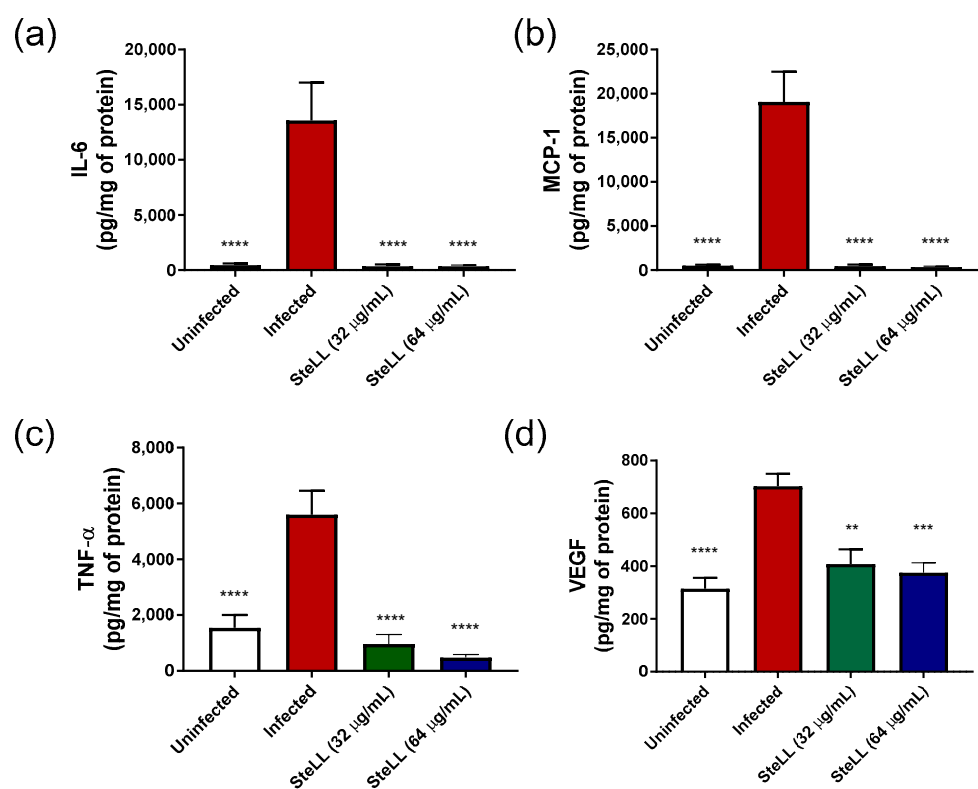 (a)
IL-6
(pg/mg of protein)
20,000
15,000
10,000
5,000
0
****
****
****
Uninfected
Infected
SteLL (32 μg/mL)
SteLL (64 μg/mL)
(b)
MCP-1
(pg/mg of protein)
25,000
20,000
15,000
10,000
5,000
0
****
****
****
Uninfected
Infected
SteLL (32 μg/mL)
SteLL (64 μg/mL)
(c)
TNF-α
(pg/mg of protein)
8,000
6,000
4,000
2,000
0
****
****
****
Uninfected
Infected
SteLL (32 μg/mL)
SteLL (64 μg/mL)
(d)
VEGF
(pg/mg of protein)
800
600
400
200
0
****
**
***
Uninfected
Infected
SteLL (32 μg/mL)
SteLL (64 μg/mL)